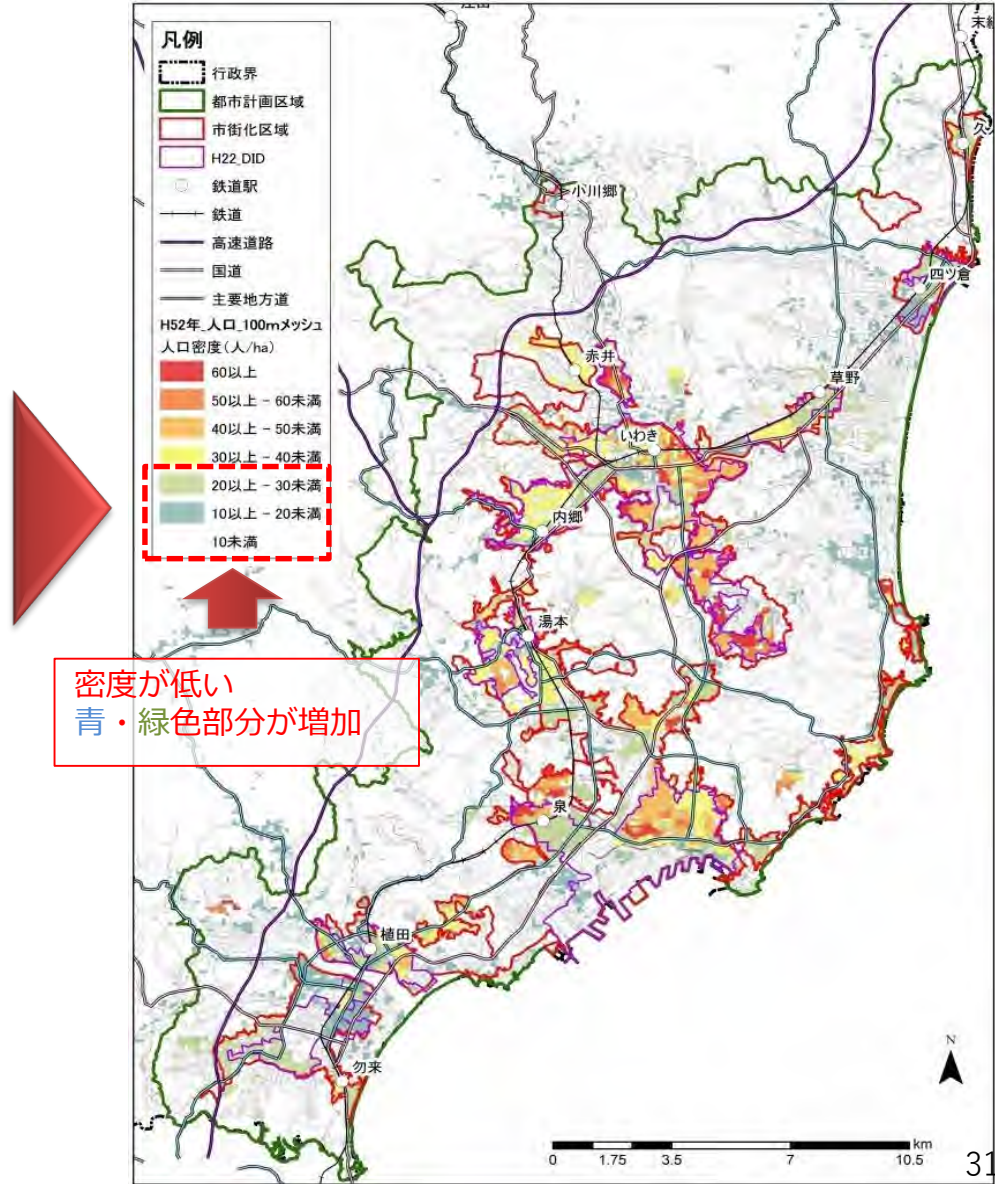 凡例
行政界
都市計画区域
市街化区域
H22_DID
鉄道駅
鉄道
高速道路
国道
主要地方道
H52年_人口_100mメッシュ
人口密度(人/ha)
60以上
50以上 - 60未満
40以上 - 50未満
30以上 - 40未満
20以上 - 30未満
10以上 - 20未満
10未満
密度が低い
青・緑色部分が増加
小川郷
四ツ倉
赤井
草野
いわき
内郷
湯本
泉
植田
勿来
N
km
0 1.75 3.5 7 10.5
31